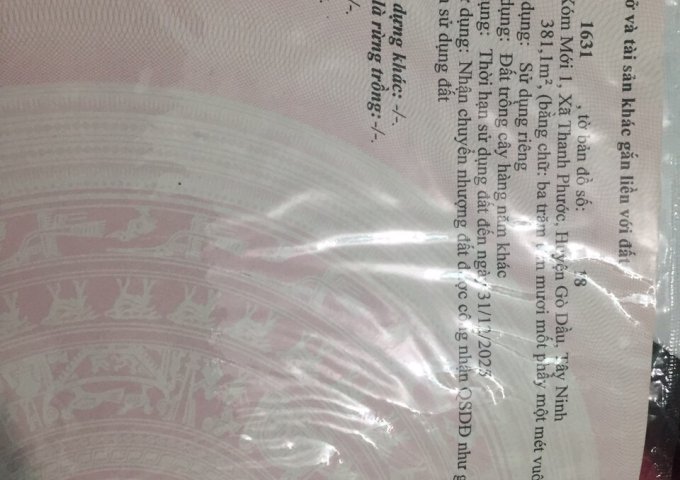 ở và tài sản khác gắn liền với đất
1631 , tờ bản đồ số: 18
Xóm Mới 1, Xã Thanh Phước, Huyện Gò Dầu, Tây Ninh
381,1m², (bằng chữ: ba trăm tám mươi mốt phẩy một mét vuô
dụng: Sử dụng riêng
dụng: Đất trồng cây hàng năm khác
ụng: Thời hạn sử dụng đất đến ngày 31/12/2023
dụng: Nhận chuyển nhượng đất được công nhận QSDĐ như g
sử dụng đất
dựng khác: -/-.
là rừng trồng: -/-.
/-.